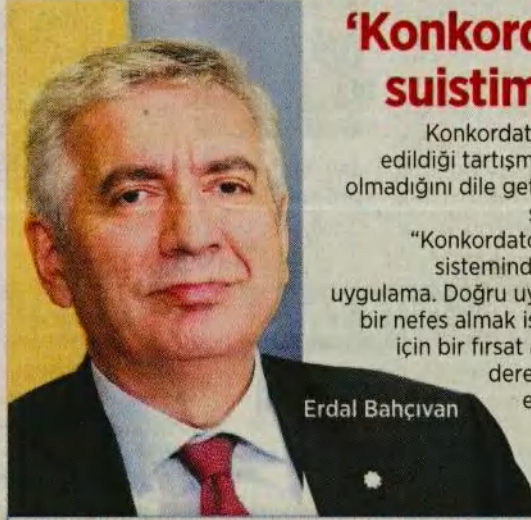 ‘Konkord
suistim
Konkordat
edildiği tartışm
olmadığını dile get
“Konkordato
sisteminde
uygulama. Doğru uy
bir nefes almak is
için bir fırsat
dere
e
Erdal Bahçıvan